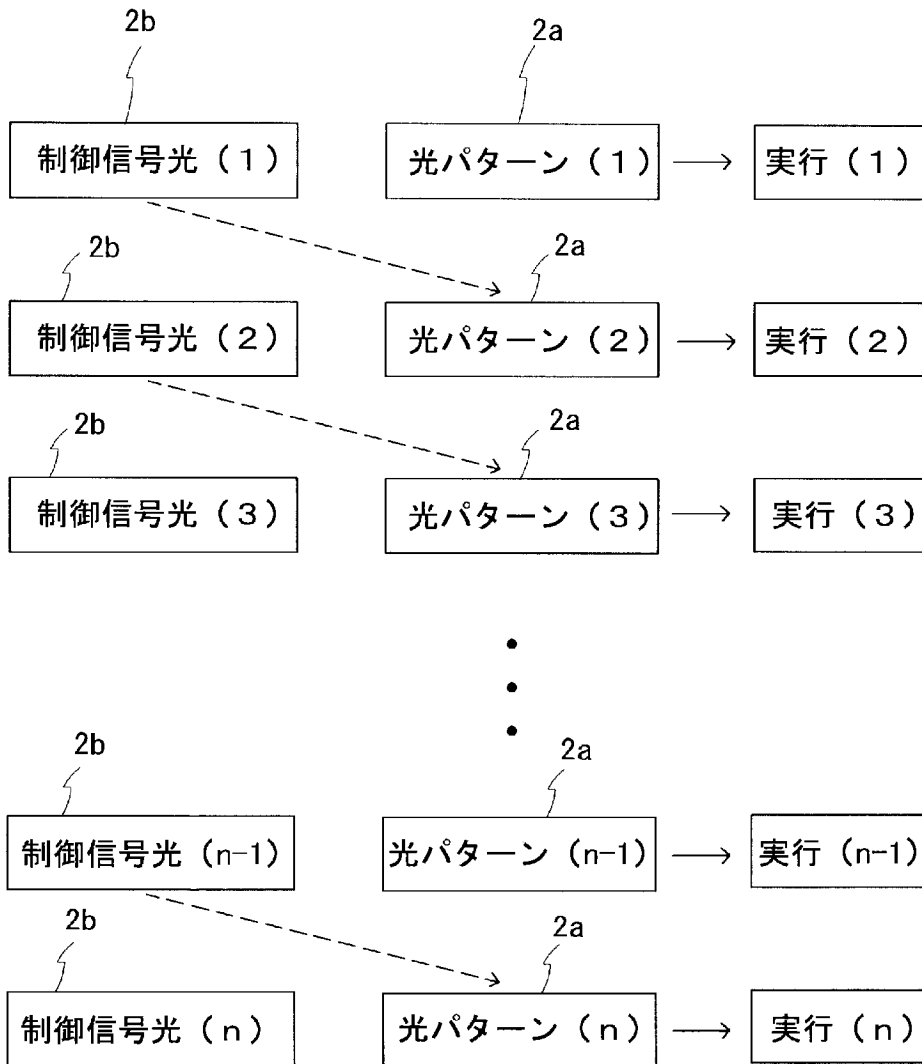 2b 2a
制御信号光（1） 光パターン（1） 実行（1）
2b 2a
制御信号光（2） 光パターン（2） 実行（2）
2b 2a
制御信号光（3） 光パターン（3） 実行（3）
2b 2a
制御信号光（n-1） 光パターン（n-1） 実行（n-1）
2b 2a
制御信号光（n） 光パターン（n） 実行（n）